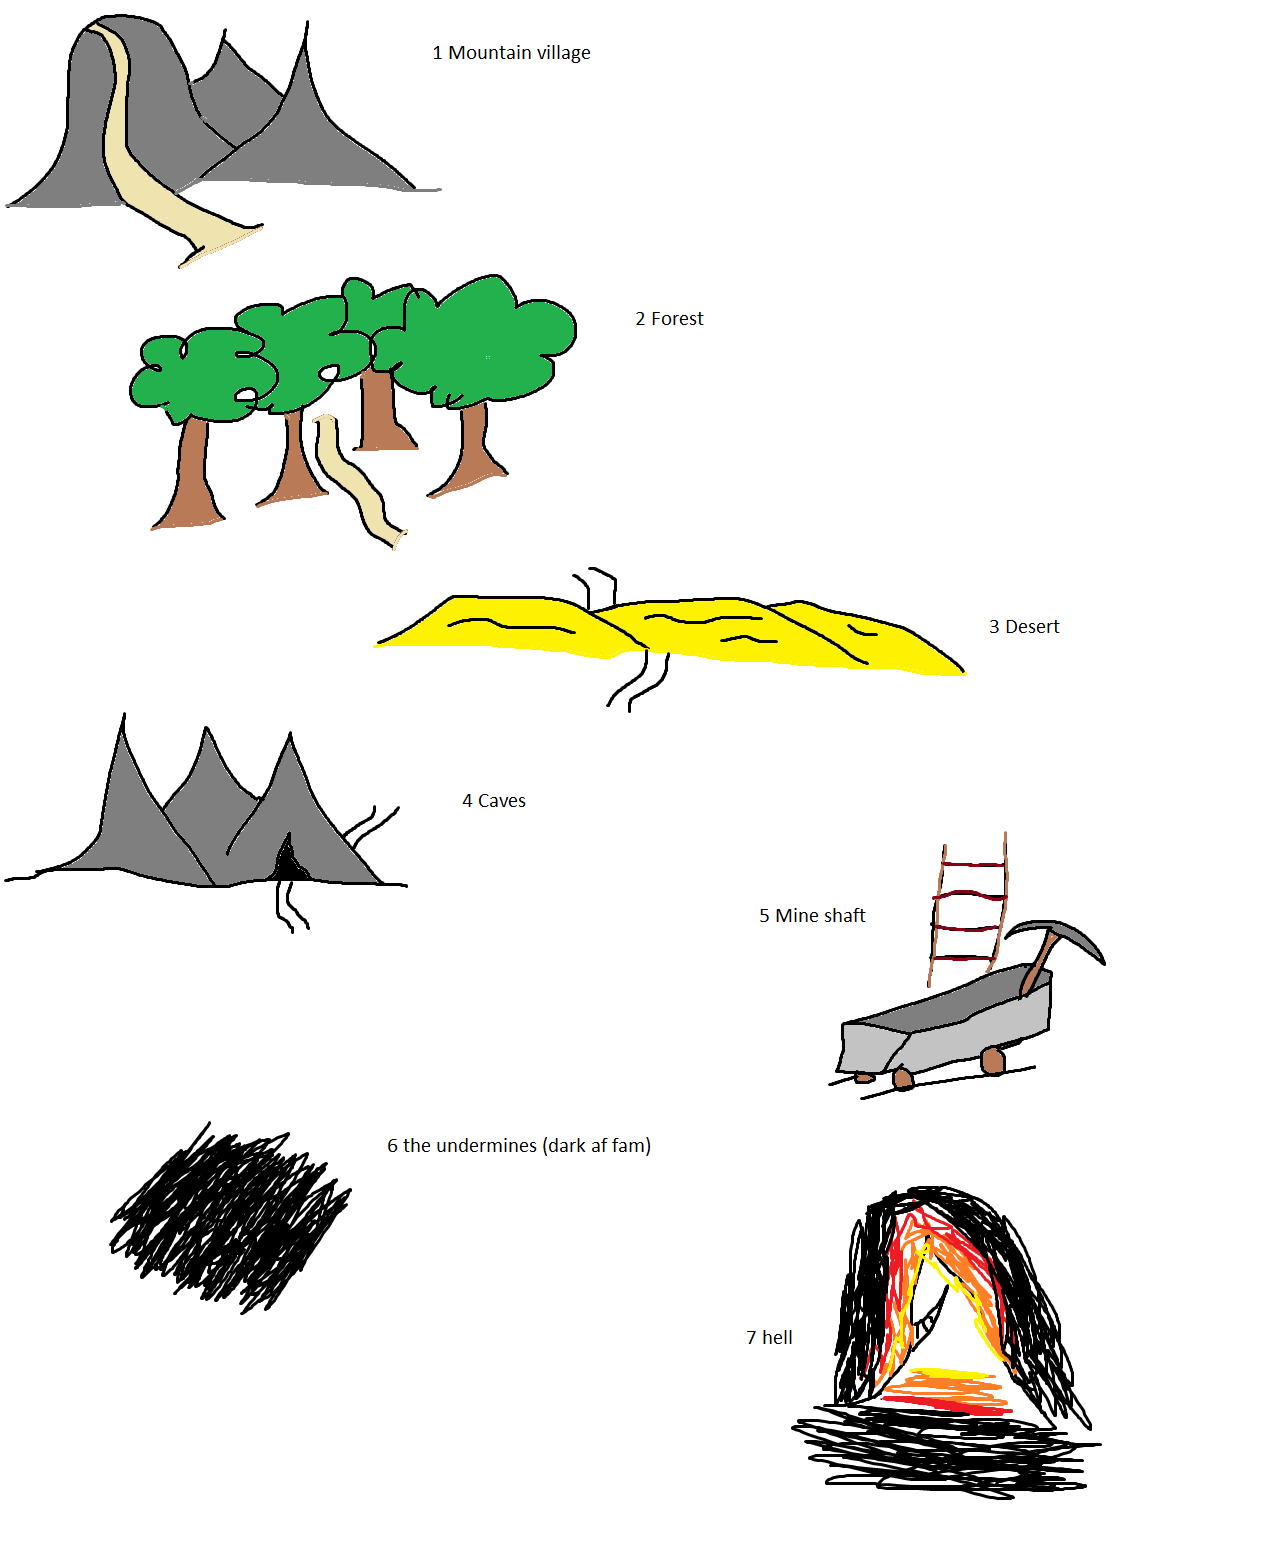 1 Mountain village
2 Forest
3 Desert
4 Caves
5 Mine shaft
6 the undermines (dark af fam)
7 hell